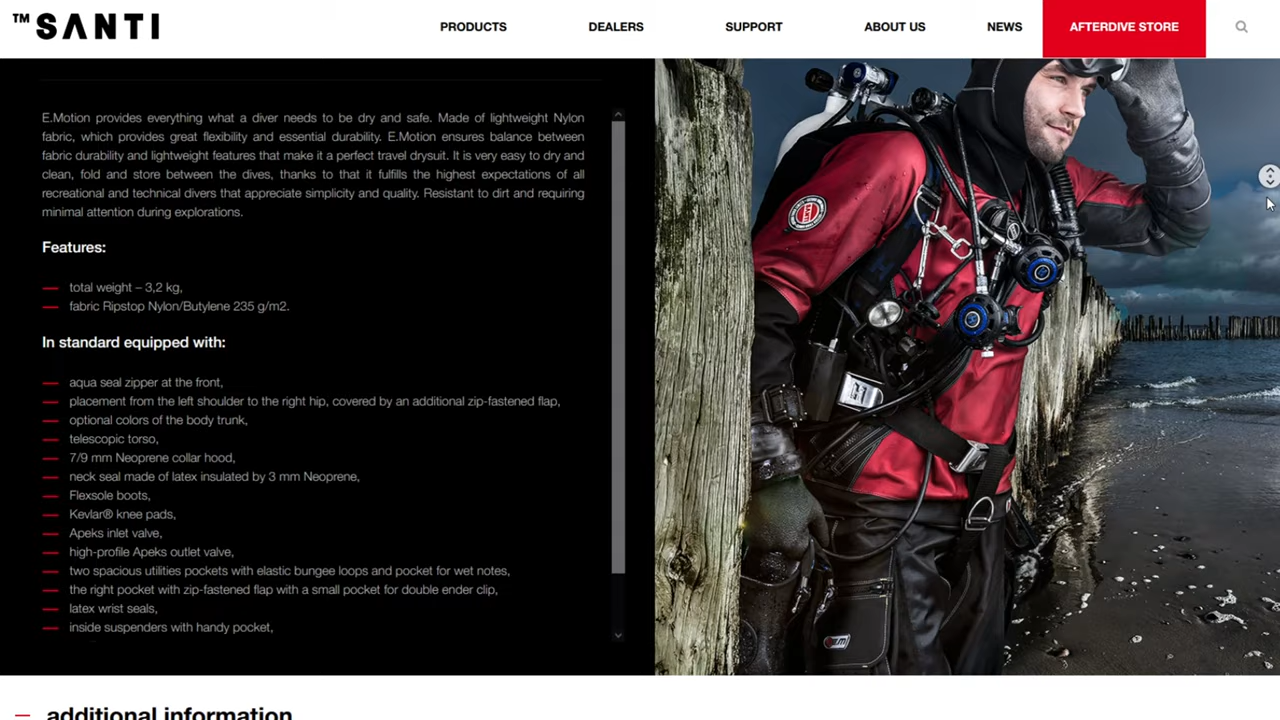 ™SANTI
PRODUCTS DEALERS SUPPORT ABOUT US NEWS AFTERDIVE STORE
E.Motion provides everything what a diver needs to be dry and safe. Made of lightweight Nylon
fabric, which provides great flexibility and essential durability. E.Motion ensures balance between
fabric durability and lightweight features that make it a perfect travel drysuit. It is very easy to dry and
clean, fold and store between the dives, thanks to that it fulfills the highest expectations of all
recreational and technical divers that appreciate simplicity and quality. Resistant to dirt and requiring
minimal attention during explorations.
Features:
total weight – 3,2 kg,
fabric Ripstop Nylon/Butylene 235 g/m2.
In standard equipped with:
aqua seal zipper at the front,
placement from the left shoulder to the right hip, covered by an additional zip-fastened flap,
optional colors of the body trunk,
telescopic torso,
7/9 mm Neoprene collar hood,
neck seal made of latex insulated by 3 mm Neoprene,
Flexsole boots,
Kevlar® knee pads,
Apeks inlet valve,
high-profile Apeks outlet valve,
two spacious utilities pockets with elastic bungee loops and pocket for wet notes,
the right pocket with zip-fastened flap with a small pocket for double ender clip,
latex wrist seals,
inside suspenders with handy pocket,
additional information